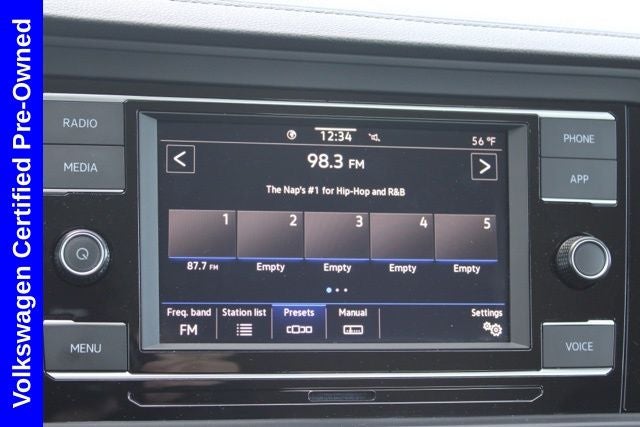 Volkswagen Certified Pre-Owned
RADIO
MEDIA
MENU
12:34
56°F
<
98.3 FM
>
The Nap's #1 for Hip-Hop and R&B
1
2
3
4
5
87.7 FM
Empty
Empty
Empty
Empty
Freq. band
Station list
Presets
Manual
Settings
FM
PHONE
APP
VOICE